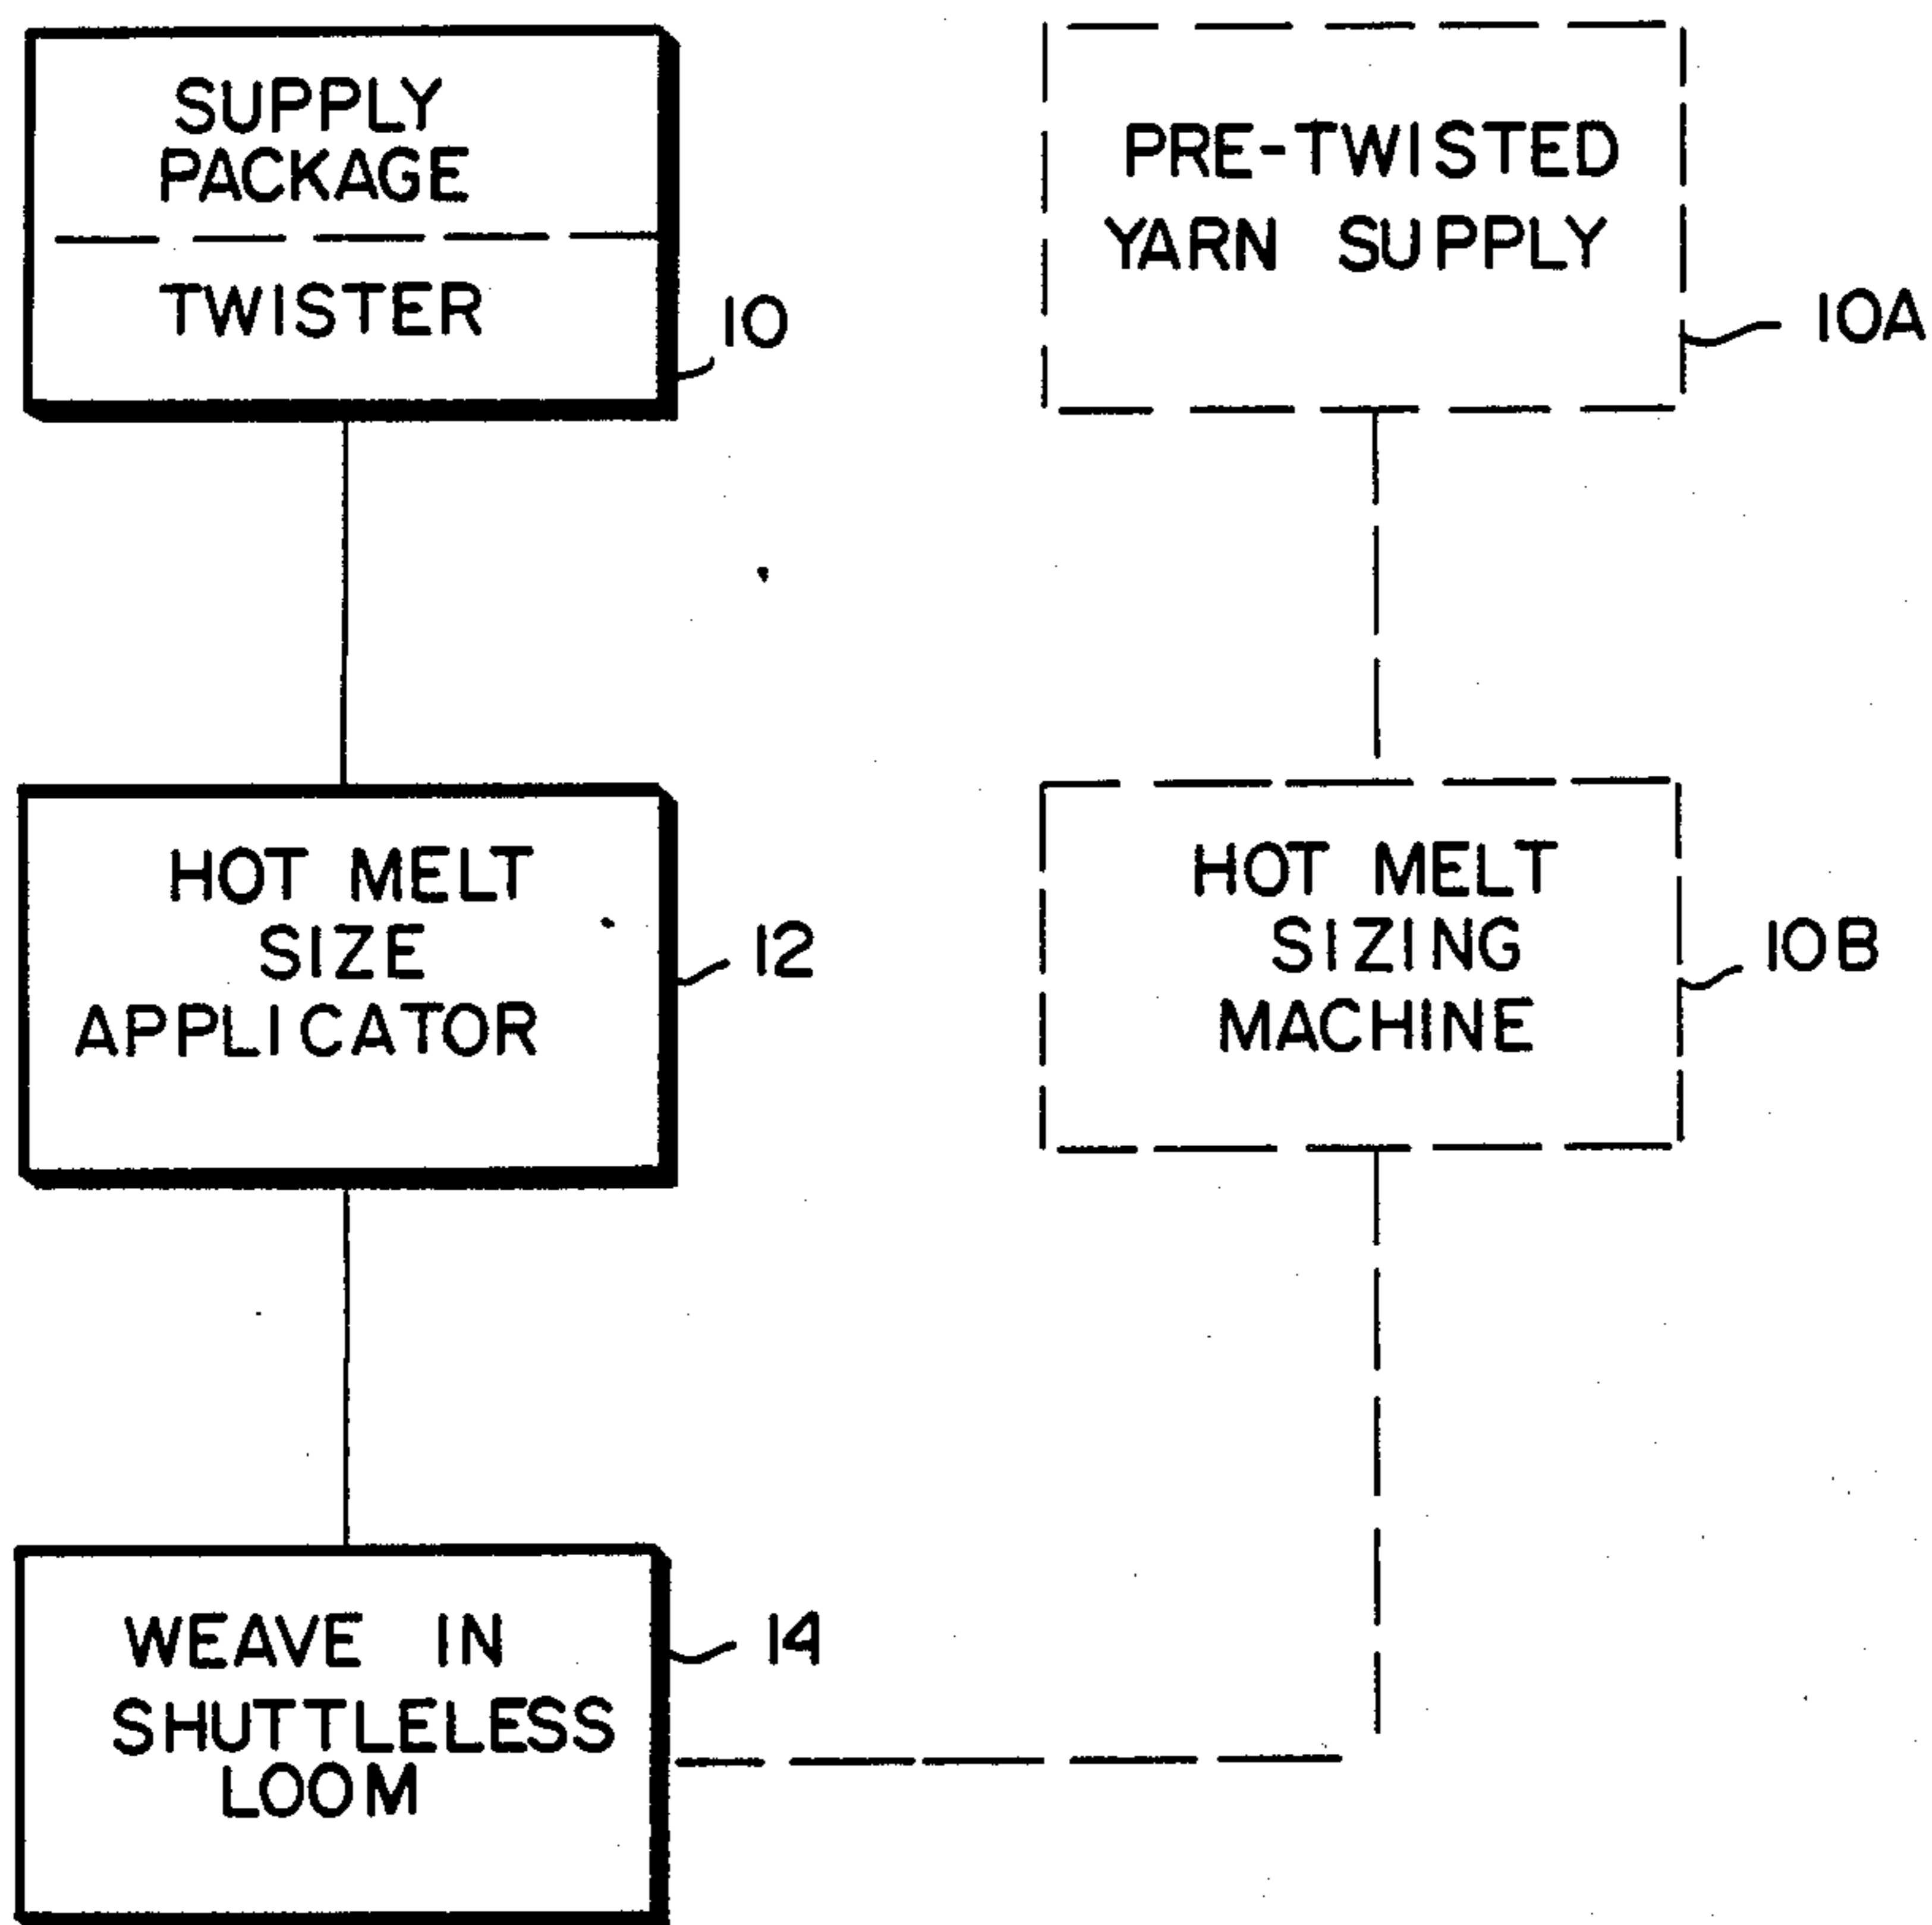 SUPPLY
PACKAGE
TWISTER
10
PRE-TWISTED
YARN SUPPLY
10A
HOT MELT
SIZE
APPLICATOR
12
HOT MELT
SIZING
MACHINE
10B
WEAVE IN
SHUTTLELESS
LOOM
14